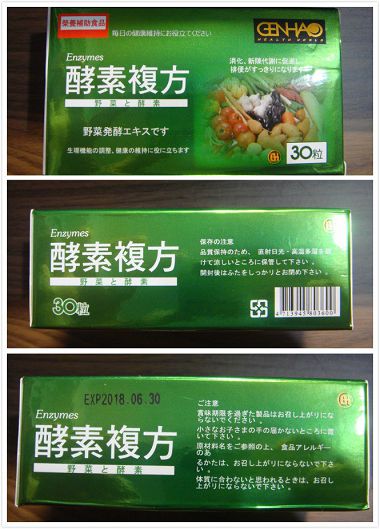 栄養補助食品
毎日の健康維持にお役立てください
GENHAO
HEALTH WORLD
Enzymes
酵素複方
野菜と酵素
消化、新陳代謝に促進し、
排便がすっきりになります
野菜発酵エキスです
生理機能の調整、健康の維持に役に立ちます
30粒
Enzymes
酵素複方
野菜と酵素
30粒
保存の注意
品質保持のため、直射日光・高温多湿を避
けて涼しいところに保管して下さい。
開封後はふたをしっかりとお閉め下さい。
4713945803600
EXP2018.06.30
Enzymes
酵素複方
野菜と酵素
ご注意
賞味期限を過ぎた製品はお召し上がりにな
らないでください。
小さなお子さまの手の届かないところに置
いて下さい。
原材料名をご参照の上、食品アレルギー
のあ
るかたは、お召し上がりにならないで下さ
い。
体質に合わないと思われるときは、お召し
上がりにならないで下さい。